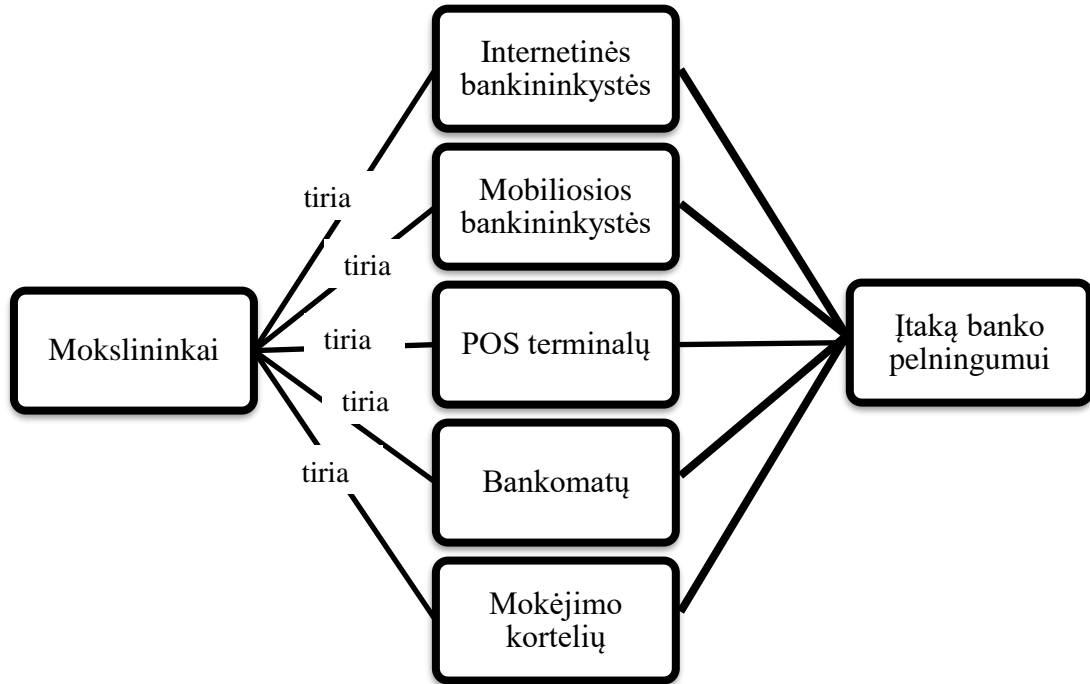 Mokslininkai
tiria
tiria
tiria
tiria
tiria
Internetinės
bankininkystės
Mobiliosios
bankininkystės
POS terminalų
Bankomatų
Mokėjimo
kortelių
Įtaką banko
pelningumui